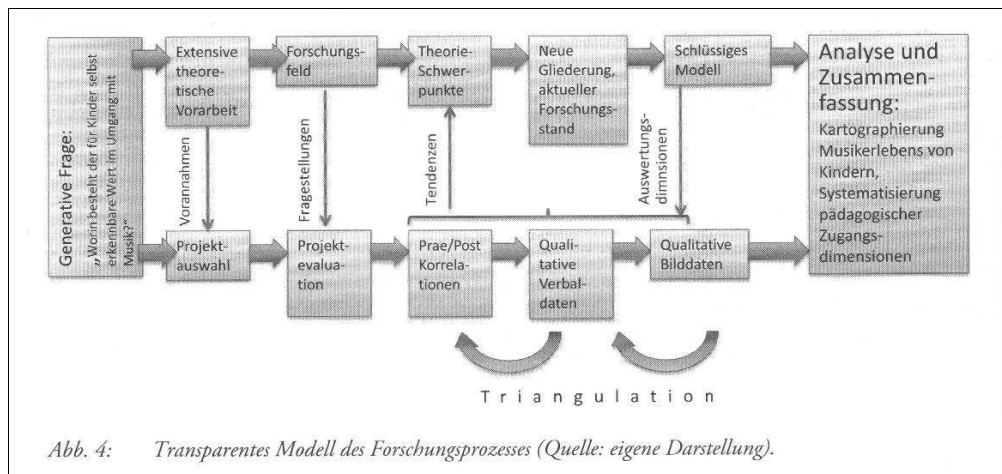 Generative Frage:
„Worin besteht der für Kinder selbst
erkennbare Wert im Umgang mit
Musik?"
Extensive
theore-
tische
Vorarbeit
Forschungs-
feld
Theorie-
Schwer-
punkte
Neue
Gliederung,
aktueller
Forschungs-
stand
Schlüssiges
Modell
Analyse und
Zusammen-
fassung:
Kartographierung
Musikerlebens von
Kindern,
Systematisierung
pädagogischer
Zugangs-
dimensionen
Vorannahmen
Fragestellungen
Tendenzen
Auswertungs-
dimnsionen
Projekt-
auswahl
Projekt-
evalua-
tion
Prae/Post
Korrela-
tionen
Quali-
tative
Verbal-
daten
Qualitative
Bilddaten
Triangulation
Abb. 4: Transparentes Modell des Forschungsprozesses (Quelle: eigene Darstellung).